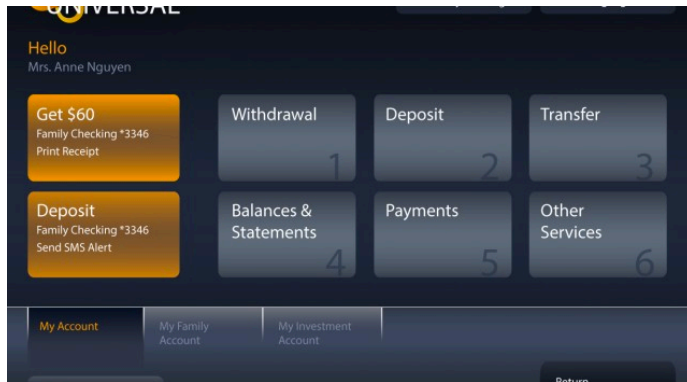 UNIVERSAL
Hello
Mrs. Anne Nguyen
Get $60
Family Checking *3346
Print Receipt
Withdrawal
1
Deposit
2
Transfer
3
Deposit
Family Checking *3346
Send SMS Alert
Balances &
Statements
4
Payments
5
Other
Services
6
My Account
My Family
Account
My Investment
Account
Return